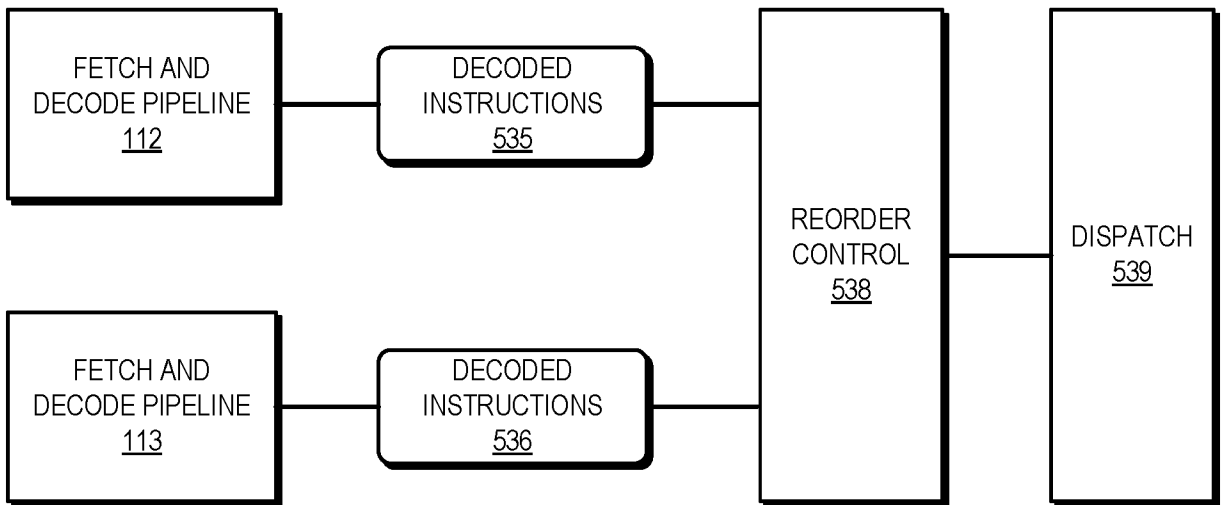 FETCH AND
DECODE PIPELINE
112
DECODED
INSTRUCTIONS
535
FETCH AND
DECODE PIPELINE
113
DECODED
INSTRUCTIONS
536
REORDER
CONTROL
538
DISPATCH
539